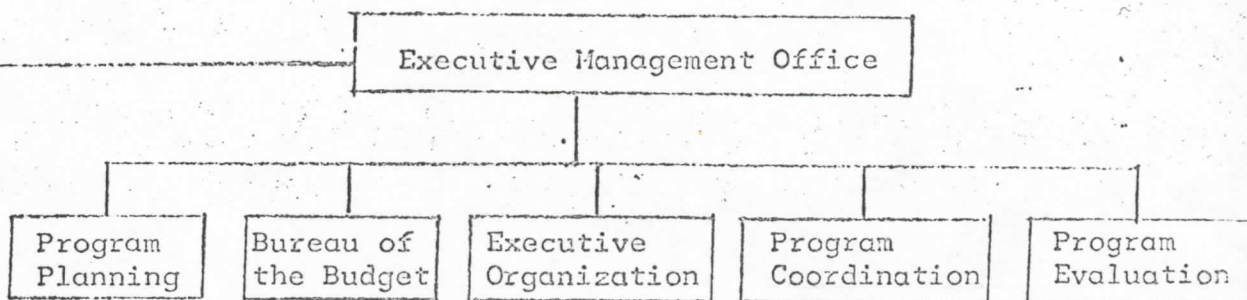 Executive Management Office
Program
Planning
Bureau of
the Budget
Executive
Organization
Program
Coordination
Program
Evaluation